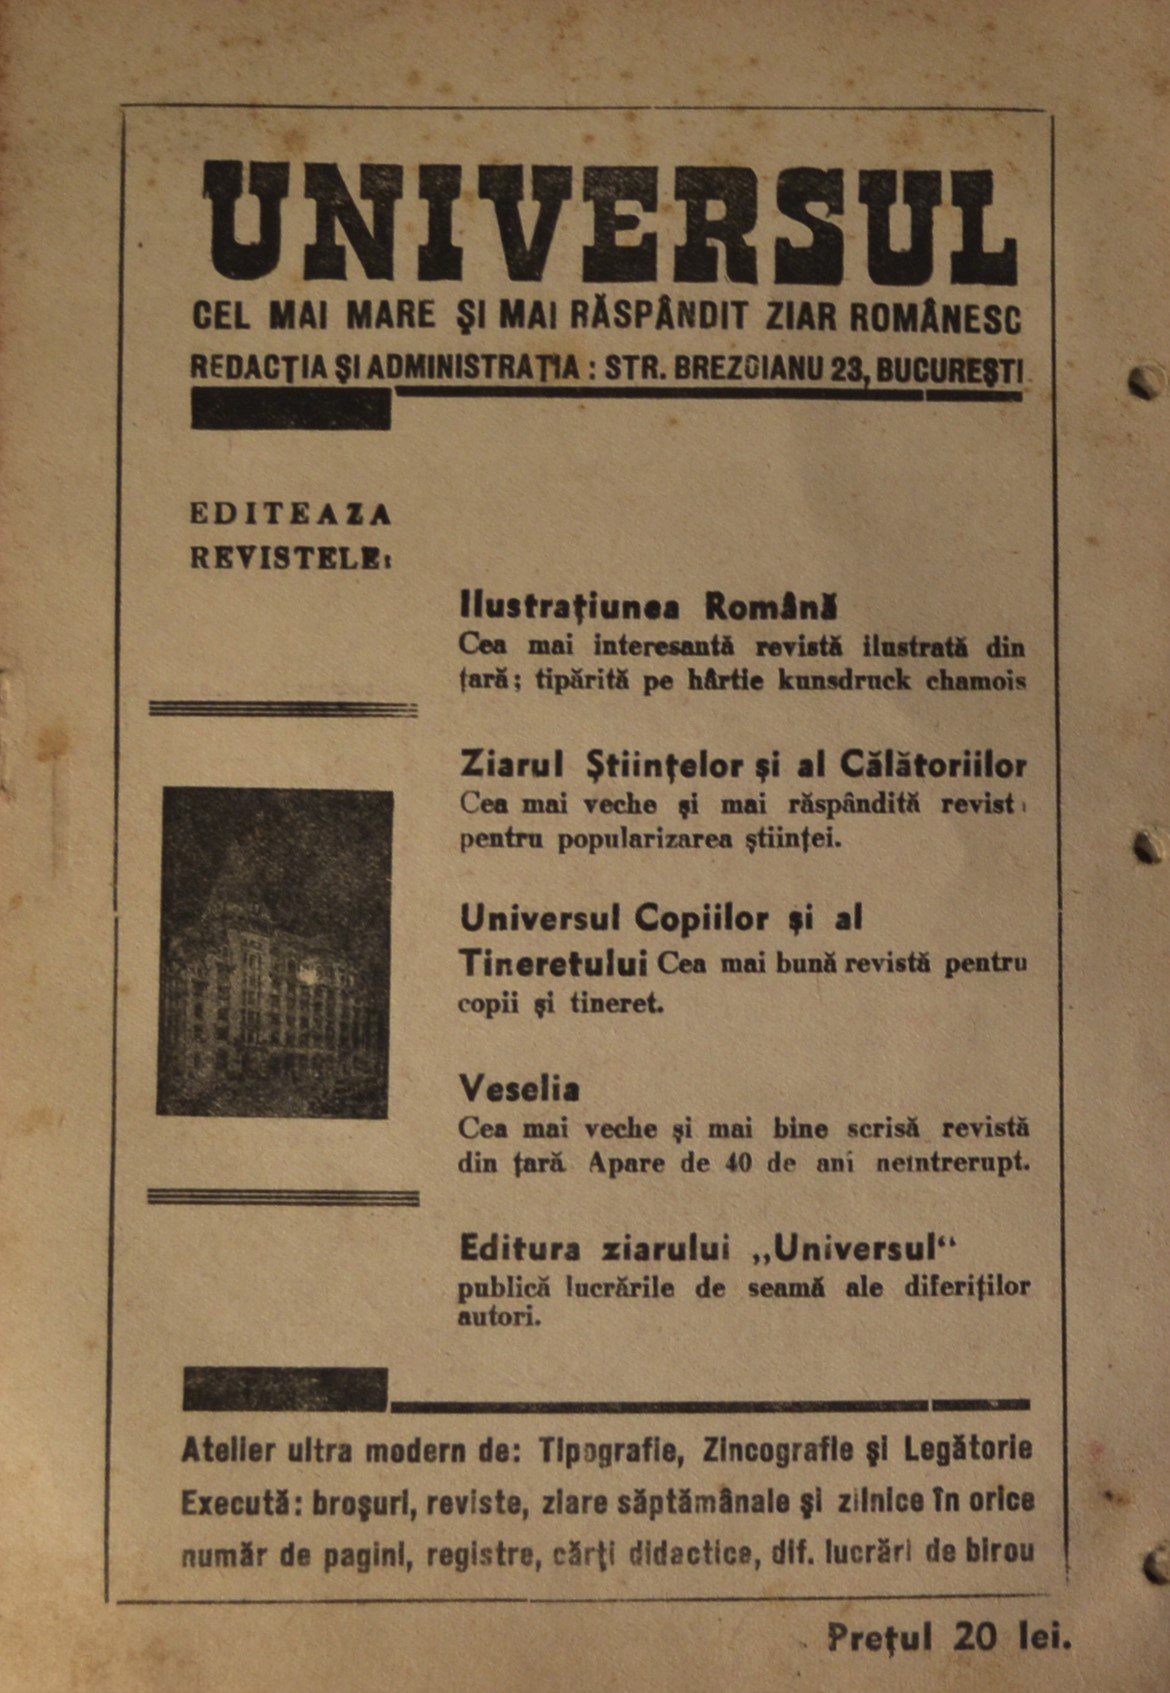 UNIVERSUL
CEL MAI MARE ŞI MAI RĂSPÂNDIT ZIAR ROMÂNESC
REDACŢIA ŞI ADMINISTRAŢIA : STR. BREZOIANU 23, BUCUREŞTI
EDITEAZA
REVISTELE:
Ilustraţiunea Română
Cea mai interesantă revistă ilustrată din
ţară; tipărită pe hârtie kunsdruck chamois
Ziarul Ştiinţelor şi al Călătoriilor
Cea mai veche şi mai răspândită revist
pentru popularizarea ştiinţei.
Universul Copiilor şi al
Tineretului Cea mai bună revistă pentru
copii şi tineret.
Veselia
Cea mai veche şi mai bine scrisă revistă
din ţară Apare de 40 de ani neîntrerupt.
Editura ziarului „Universul“
publică lucrările de seamă ale diferiţilor
autori.
Atelier ultra modern de: Tipografie, Zincografie şi Legătorie
Execută: broşuri, reviste, ziare săptămânale şi zilnice în orice
număr de pagini, registre, cărţi didactice, dif. lucrări de birou
Preţul 20 lei.